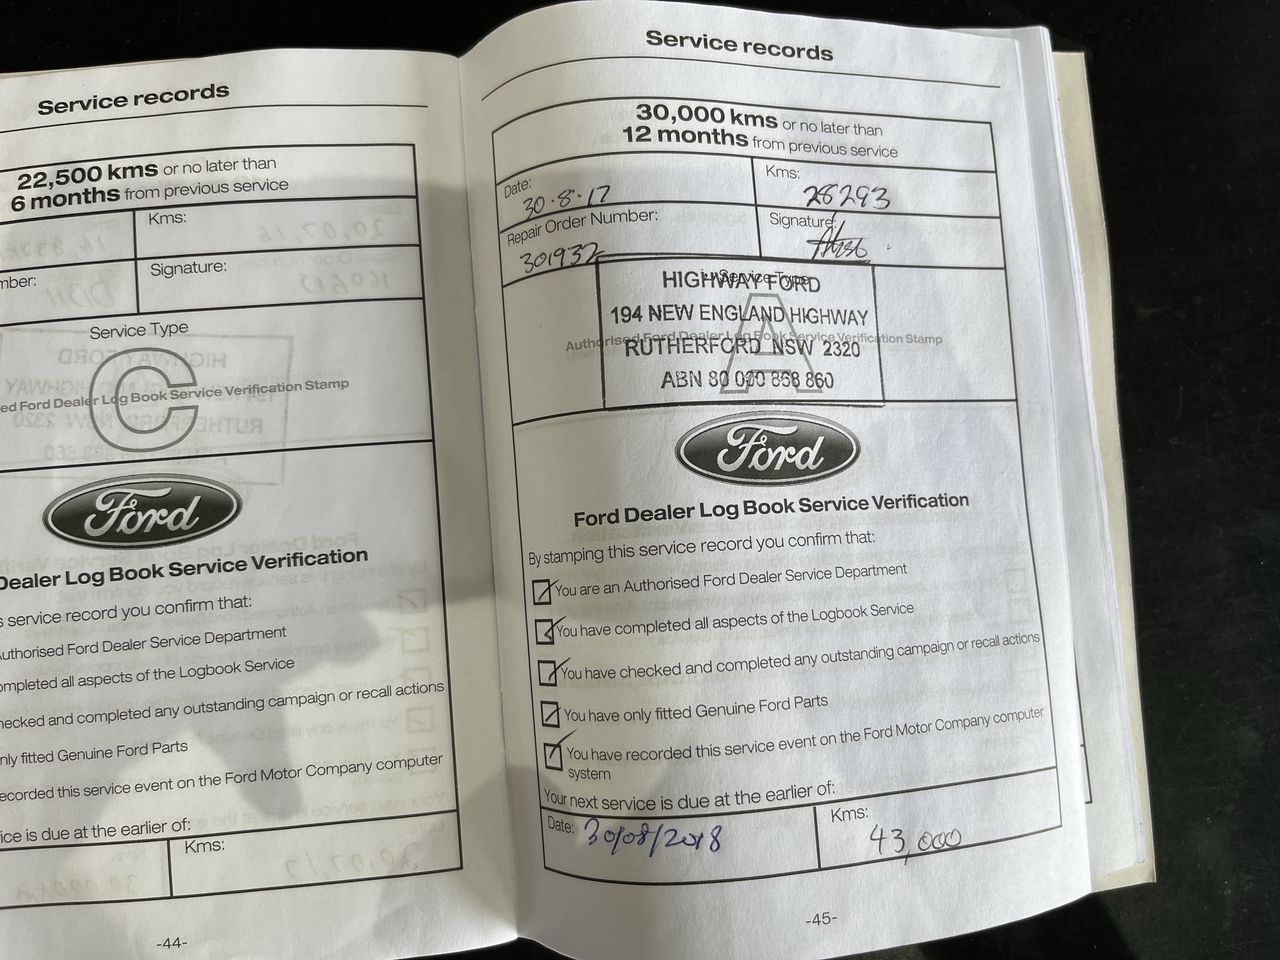 Service records
22,500 kms or no later than
6 months from previous service
Kms:
mber:
Signature:
Service Type
C
ed Ford Dealer Log Book Service Verification Stamp
Ford
Dealer Log Book Service Verification
s service record you confirm that:
Authorised Ford Dealer Service Department
ompleted all aspects of the Logbook Service
hecked and completed any outstanding campaign or recall actions
nly fitted Genuine Ford Parts
ecorded this service event on the Ford Motor Company computer
ice is due at the earlier of:
Kms:
-44-
Service records
30,000 kms or no later than
12 months from previous service
Date:
30.8.17
Kms:
28293
Repair Order Number:
301932
Signature:
Service Type
HIGHWAY FORD
194 NEW ENGLAND HIGHWAY
A
Authorised Ford Dealer Log Book Service Verification Stamp
RUTHERFORD NSW 2320
ABN 80 000 868 860
Ford
Ford Dealer Log Book Service Verification
By stamping this service record you confirm that:
You are an Authorised Ford Dealer Service Department
You have completed all aspects of the Logbook Service
You have checked and completed any outstanding campaign or recall actions
You have only fitted Genuine Ford Parts
You have recorded this service event on the Ford Motor Company computer
system
Your next service is due at the earlier of:
Date: 30/08/2018
Kms:
43,000
-45-